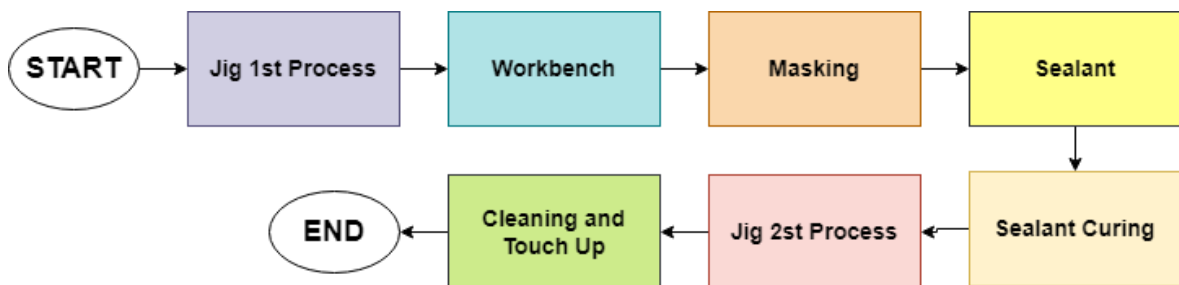 START
Jig 1st Process
Workbench
Masking
Sealant
Sealant Curing
Jig 2st Process
Cleaning and
Touch Up
END